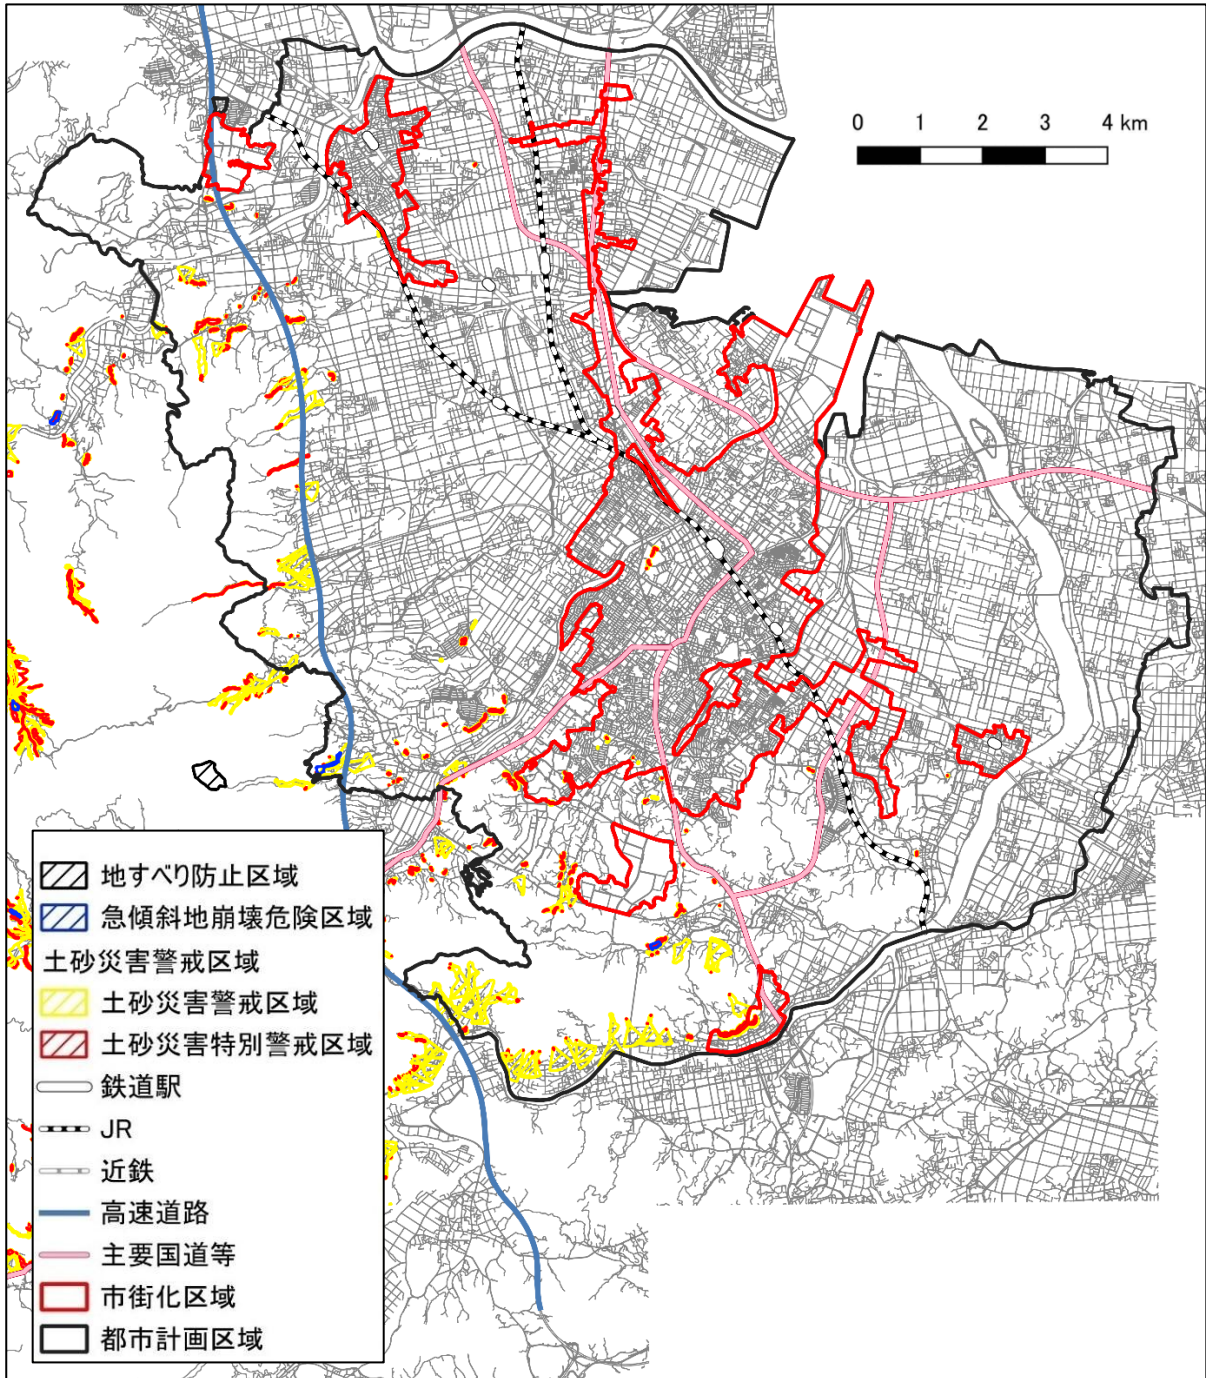 0 1 2 3 4 km
地すべり防止区域
急傾斜地崩壊危険区域
土砂災害警戒区域
土砂災害警戒区域
土砂災害特別警戒区域
鉄道駅
JR
近鉄
高速道路
主要国道等
市街化区域
都市計画区域